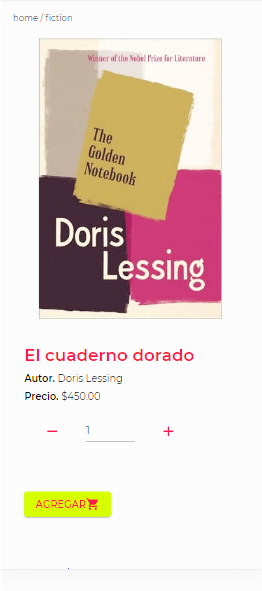 home / fiction
Winner of the Nobel Prize for Literature
The
Golden
Notebook
Doris
Lessing
El cuaderno dorado
Autor. Doris Lessing
Precio. $450.00
− 1 +
AGREGAR